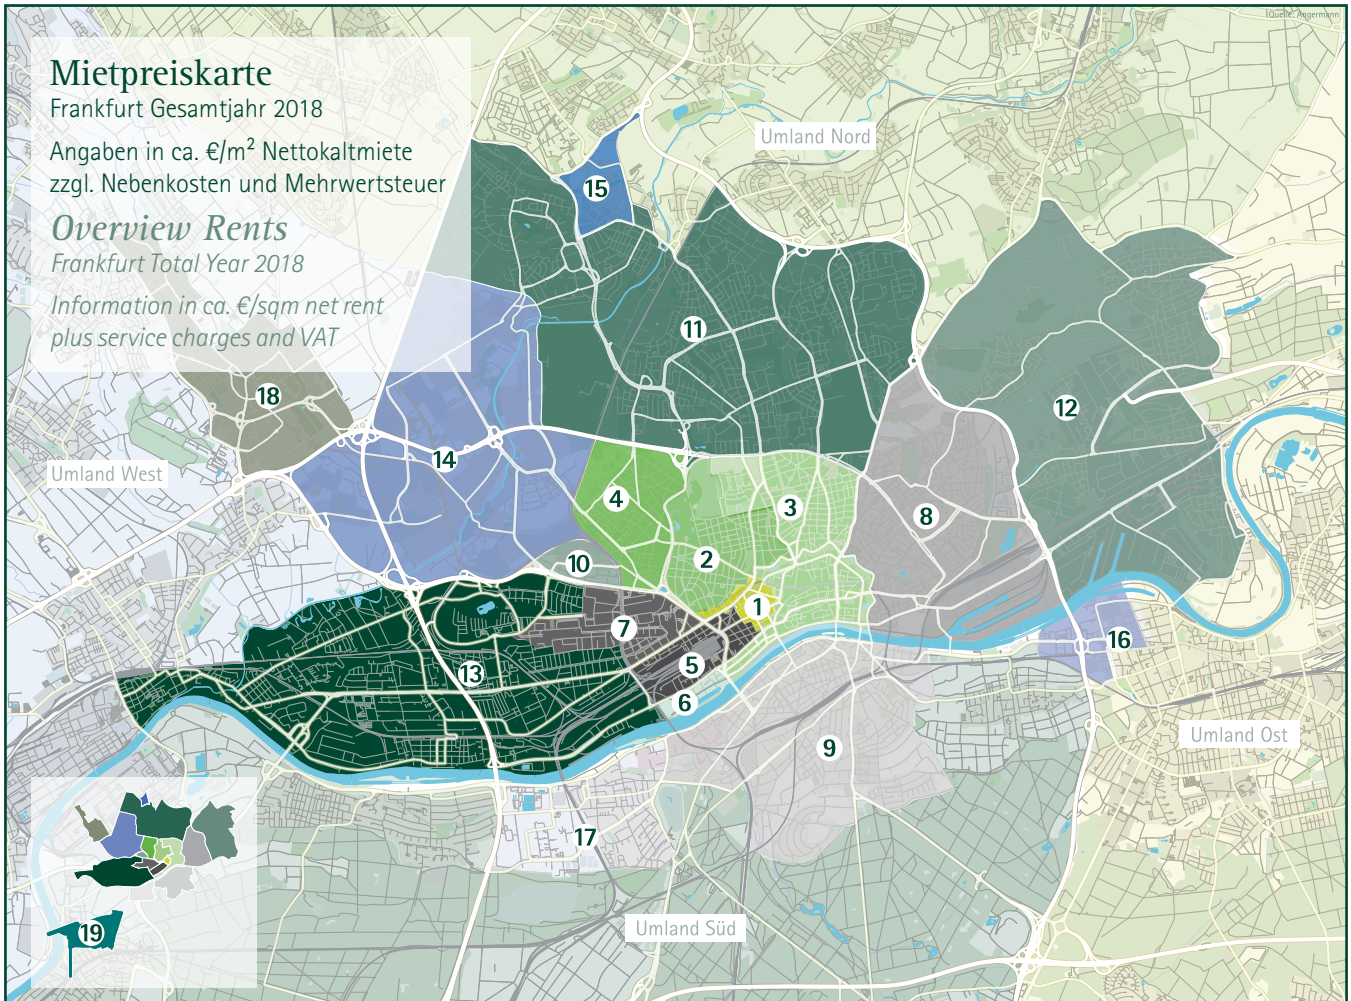 (Quelle: Angermann
Mietpreiskarte
Frankfurt Gesamtjahr 2018
Angaben in ca. €/m² Nettokaltmiete
zzgl. Nebenkosten und Mehrwertsteuer
Overview Rents
Frankfurt Total Year 2018
Information in ca. €/sqm net rent
plus service charges and VAT
Umland Nord
15
11
18
12
Umland West
14
4
3
8
2
10
1
7
16
5
13
6
Umland Ost
9
17
Umland Süd
19